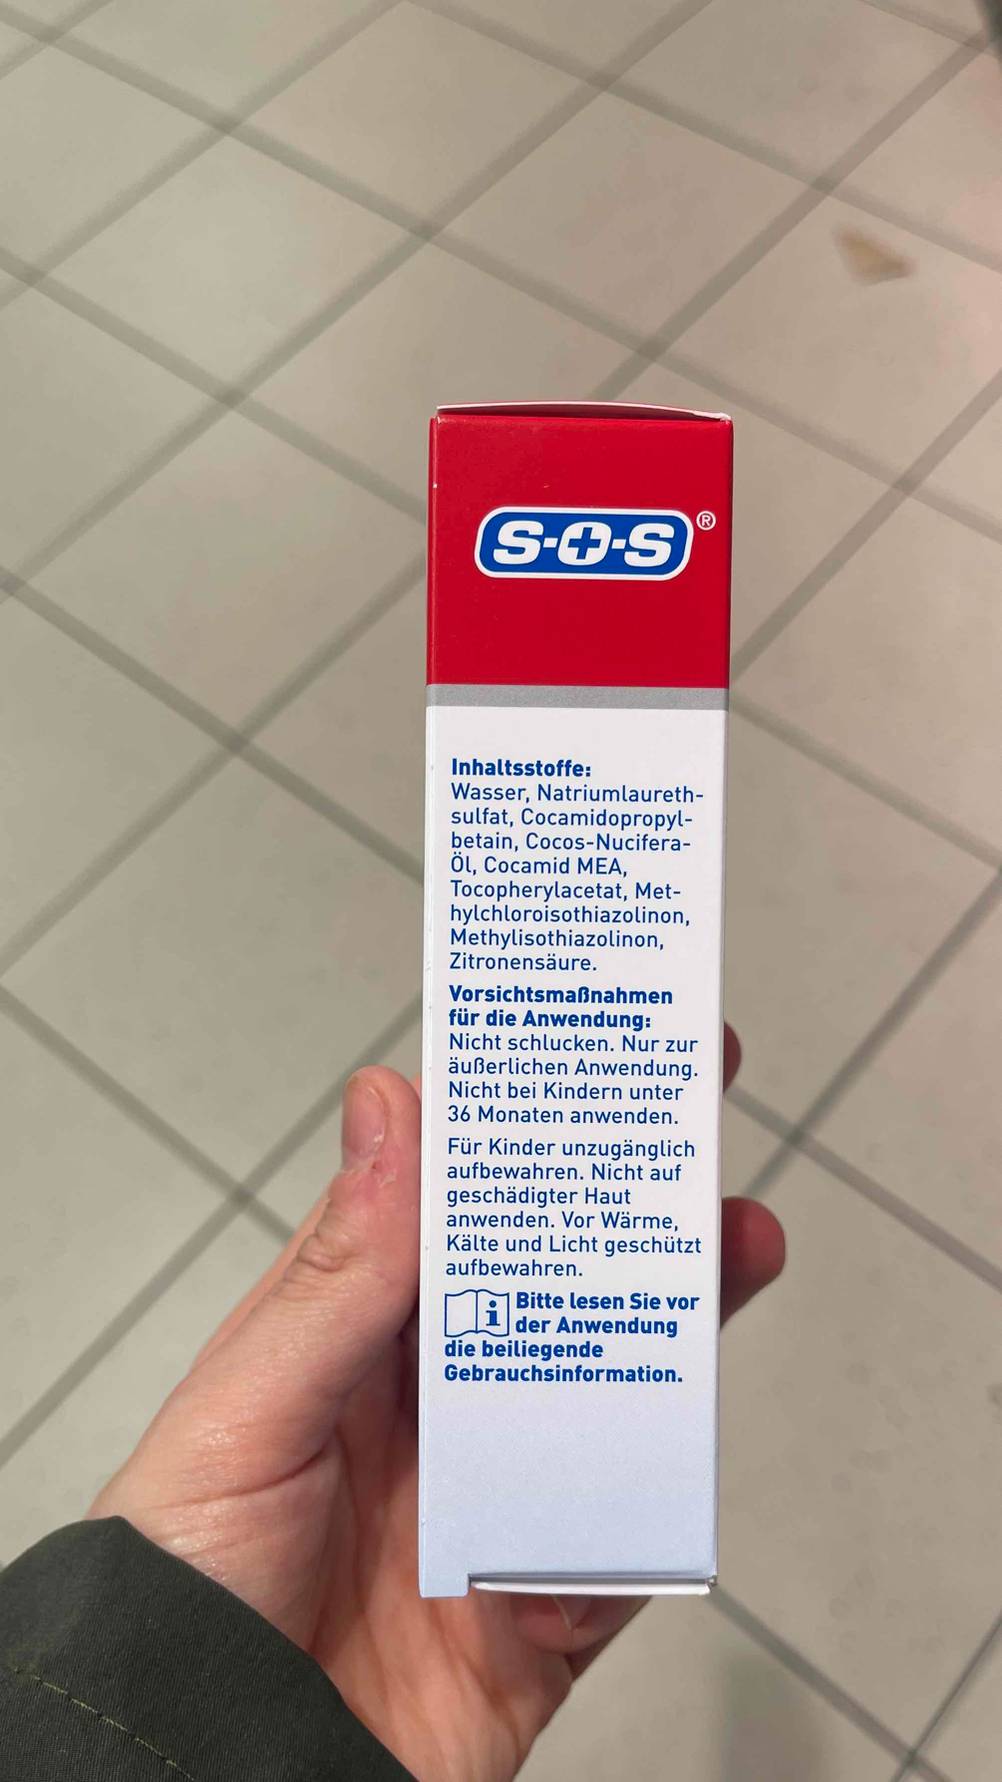 S-O-S®
Inhaltsstoffe:
Wasser, Natriumlaureth-
sulfat, Cocamidopropyl-
betain, Cocos-Nucifera-
Öl, Cocamid MEA,
Tocopherylacetat, Met-
hylchloroisothiazolinon,
Methylisothiazolinon,
Zitronensäure.
Vorsichtsmaßnahmen
für die Anwendung:
Nicht schlucken. Nur zur
äußerlichen Anwendung.
Nicht bei Kindern unter
36 Monaten anwenden.
Für Kinder unzugänglich
aufbewahren. Nicht auf
geschädigter Haut
anwenden. Vor Wärme,
Kälte und Licht geschützt
aufbewahren.
Bitte lesen Sie vor
der Anwendung
die beiliegende
Gebrauchsinformation.